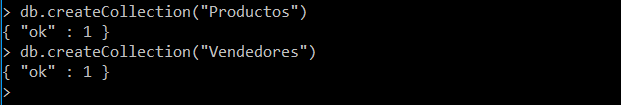 > db.createCollection("Productos")
{ "ok" : 1 }
> db.createCollection("Vendedores")
{ "ok" : 1 }
>